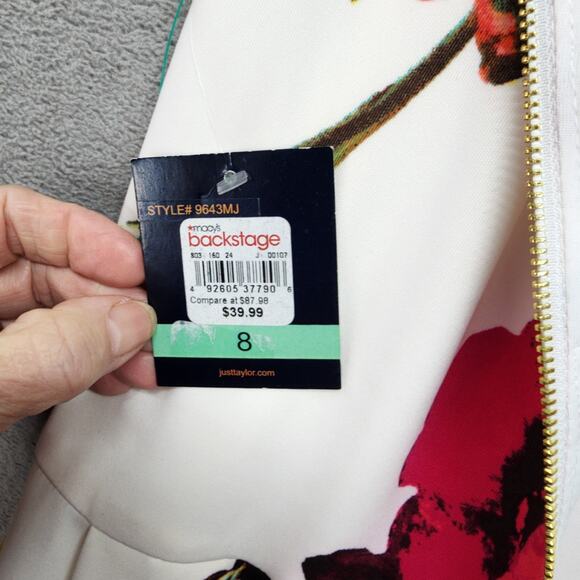 STYLE# 9643MJ
macy's
backstage
803 160 24 J 00107
4 92605 37790 6
Compare at $87.98
$39.99
8
justtaylor.com